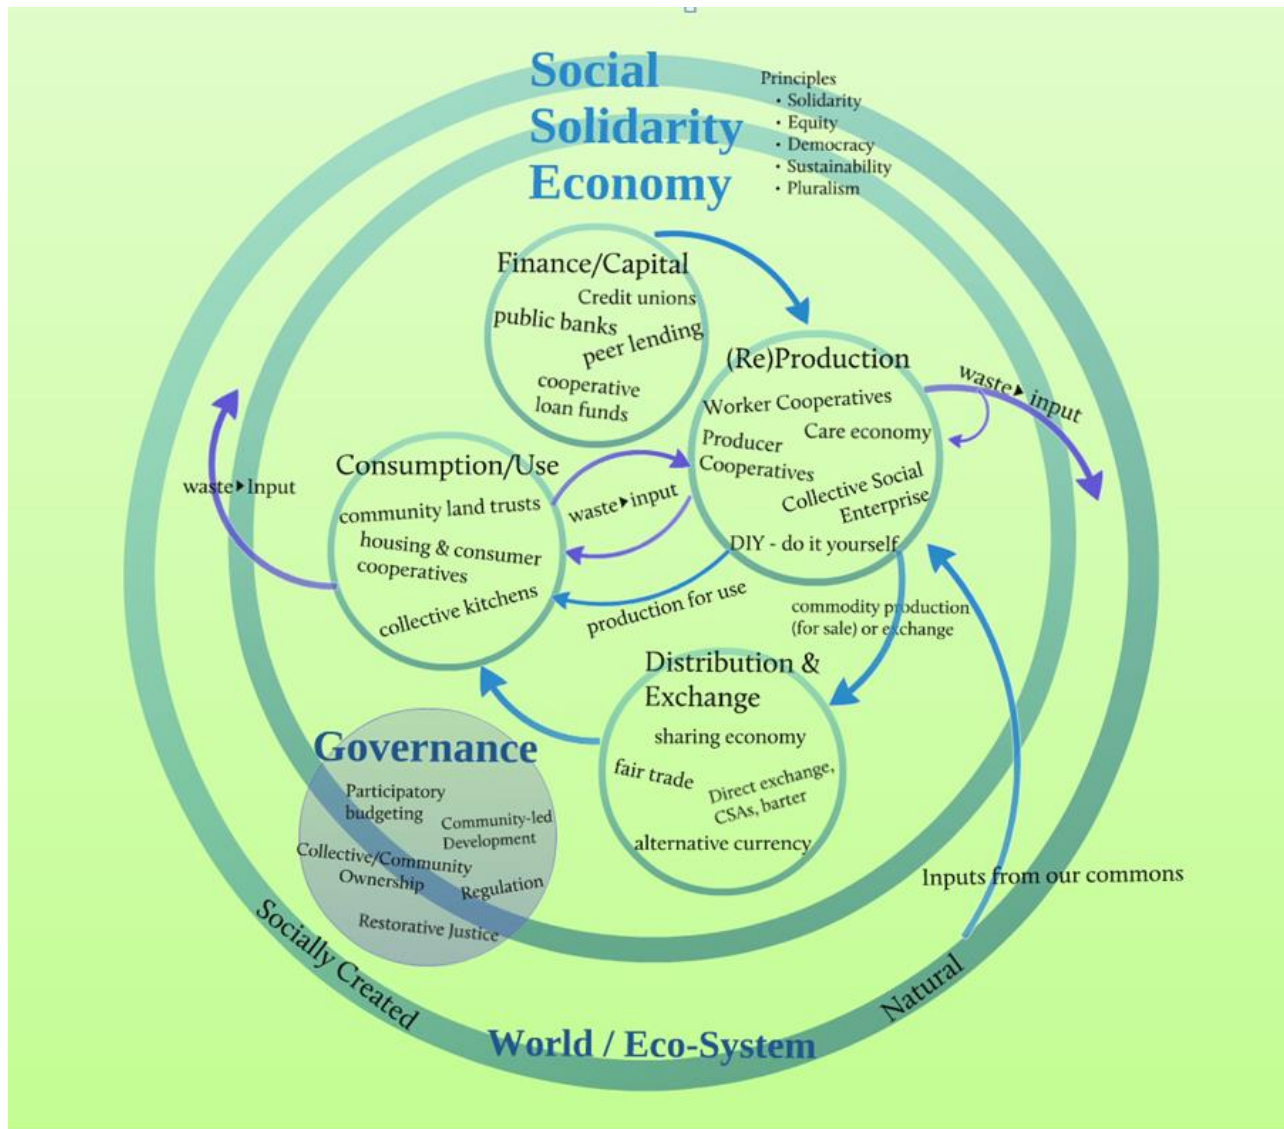 Social
Solidarity
Economy
Principles
• Solidarity
• Equity
• Democracy
• Sustainability
• Pluralism
Finance/Capital
Credit unions
public banks
peer lending
cooperative
loan funds
(Re)Production
Worker Cooperatives
Care economy
Producer
Cooperatives
Collective Social
Enterprise
DIY - do it yourself
waste▸input
Consumption/Use
community land trusts
housing & consumer
cooperatives
collective kitchens
waste▸Input
waste▸input
production for use
commodity production
(for sale) or exchange
Distribution &
Exchange
sharing economy
fair trade
Direct exchange,
CSAs, barter
alternative currency
Governance
Participatory
budgeting
Community-led
Development
Collective/Community
Ownership
Regulation
Restorative Justice
Inputs from our commons
Socially Created
Natural
World / Eco-System